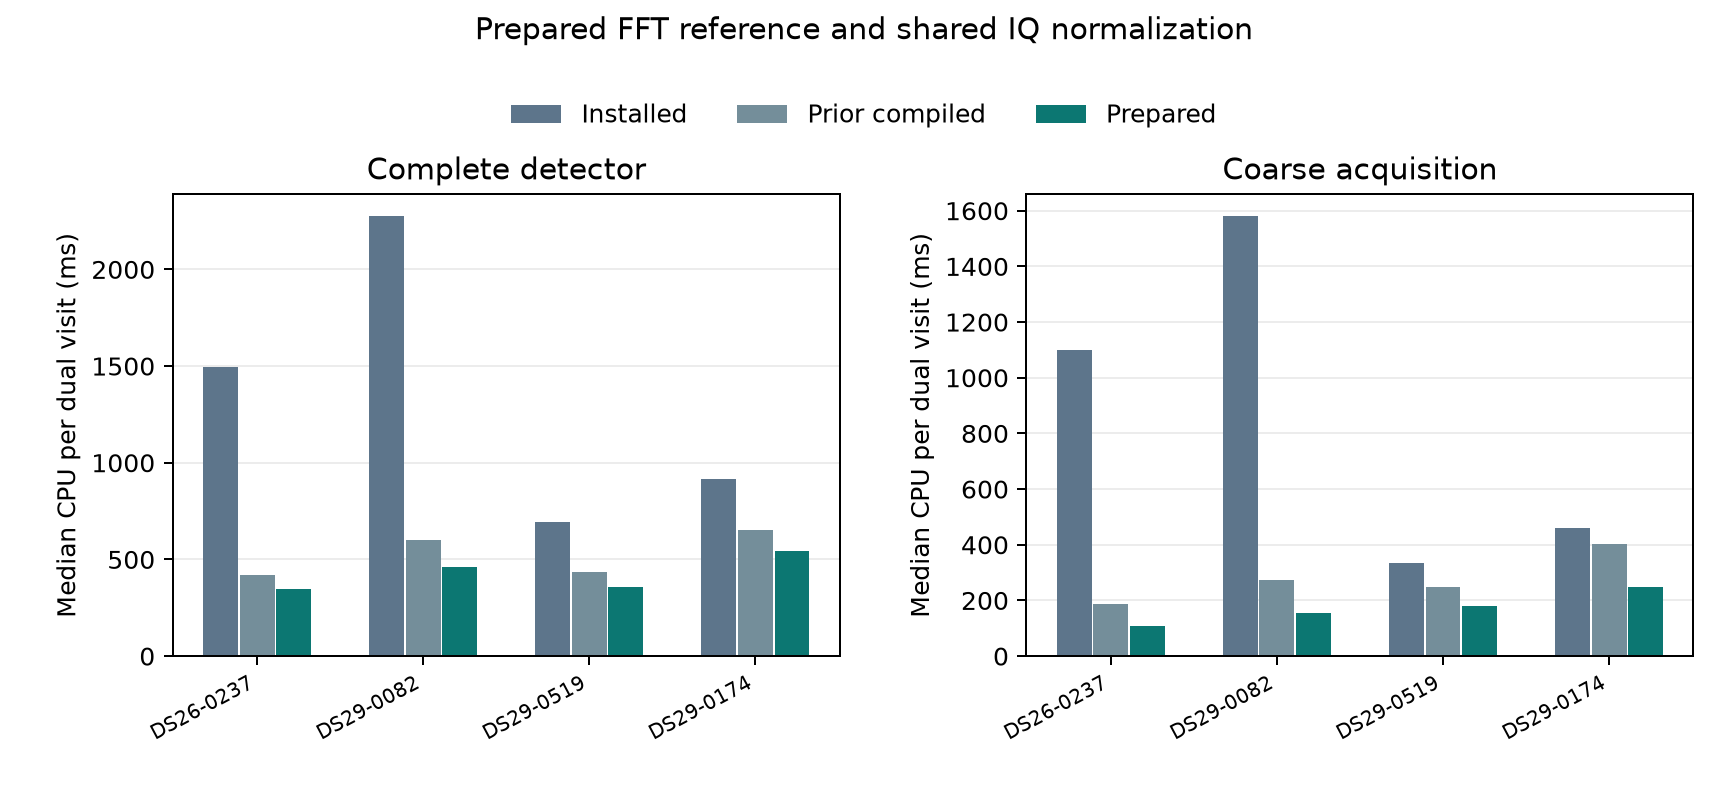 Prepared FFT reference and shared IQ normalization
Installed
Prior compiled
Prepared
Complete detector
Median CPU per dual visit (ms)
2000
1500
1000
500
0
DS26-0237
DS29-0082
DS29-0519
DS29-0174
Coarse acquisition
Median CPU per dual visit (ms)
1600
1400
1200
1000
800
600
400
200
0
DS26-0237
DS29-0082
DS29-0519
DS29-0174